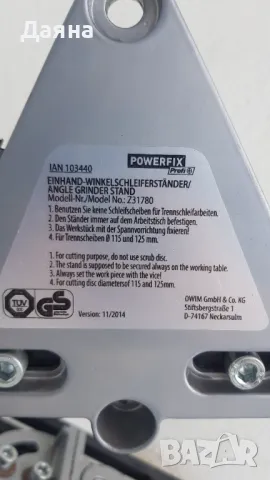 Даяна
POWERFIX
Profi
IAN 103440
EINHAND-WINKELSCHLEIFERSTÄNDER/
ANGLE GRINDER STAND
Modell-Nr./Model No.: Z31780
1. Benutzen Sie keine Schleifscheiben für Trennschleifarbeiten.
2. Den Ständer immer auf dem Arbeitstisch befestigen.
3. Das Werkstück mit der Spannvorrichtung fixieren!
4. Für Trennscheiben Ø 115 und 125 mm.
1. For cutting purpose, do not use scrub disc.
2. The stand is supposed to be secured always on the working table.
3. Always set the work piece with the vice!
4. For cutting disc diametersof 115 and 125mm.
TÜV
GS
Version: 11/2014
OWIM GmbH & Co. KG
Stiftsbergstraße 1
D-74167 Neckarsulm
bazar